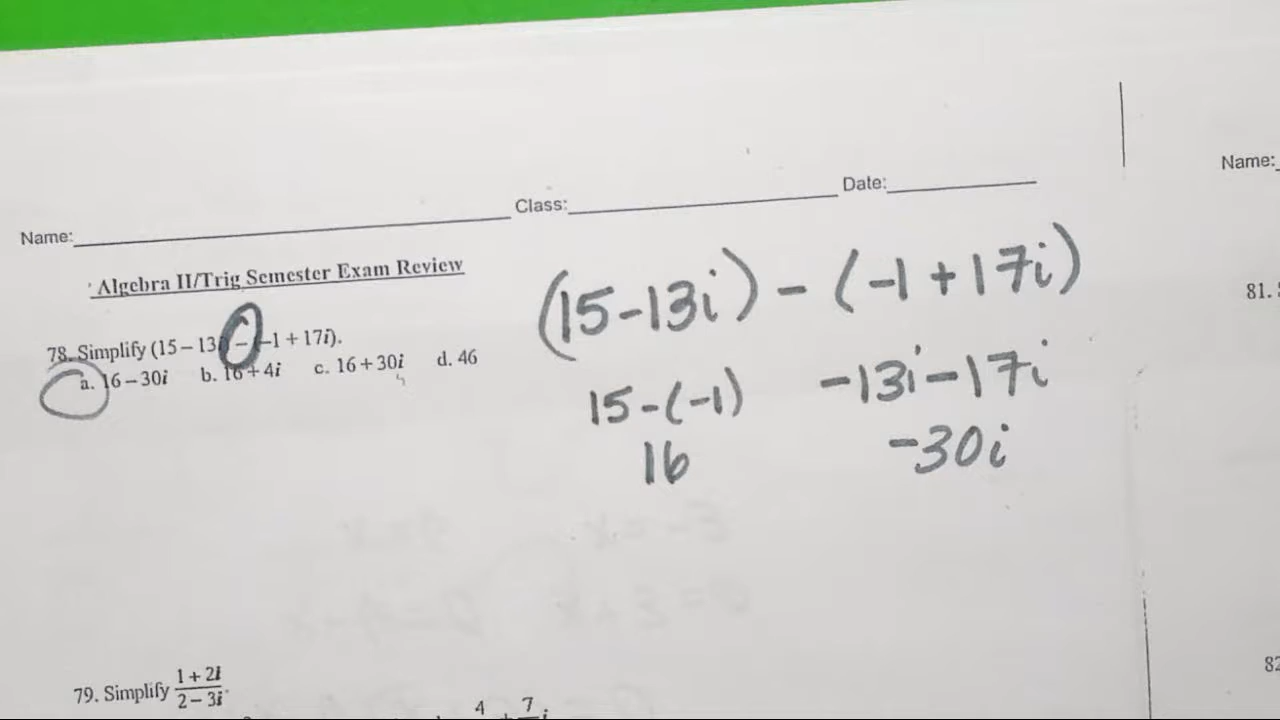 Name: Class: Date:
Name:
Algebra II/Trig Semester Exam Review
78. Simplify (15 – 13 – –1 + 17i).
a. 16 – 30i b. 16 + 4i c. 16 + 30i d. 46
(15-13i) - (-1 + 17i)
15-(-1) -13i-17i
16 -30i
79. Simplify 1 + 2i
2 – 3i.
4 + 7 i
81.
82